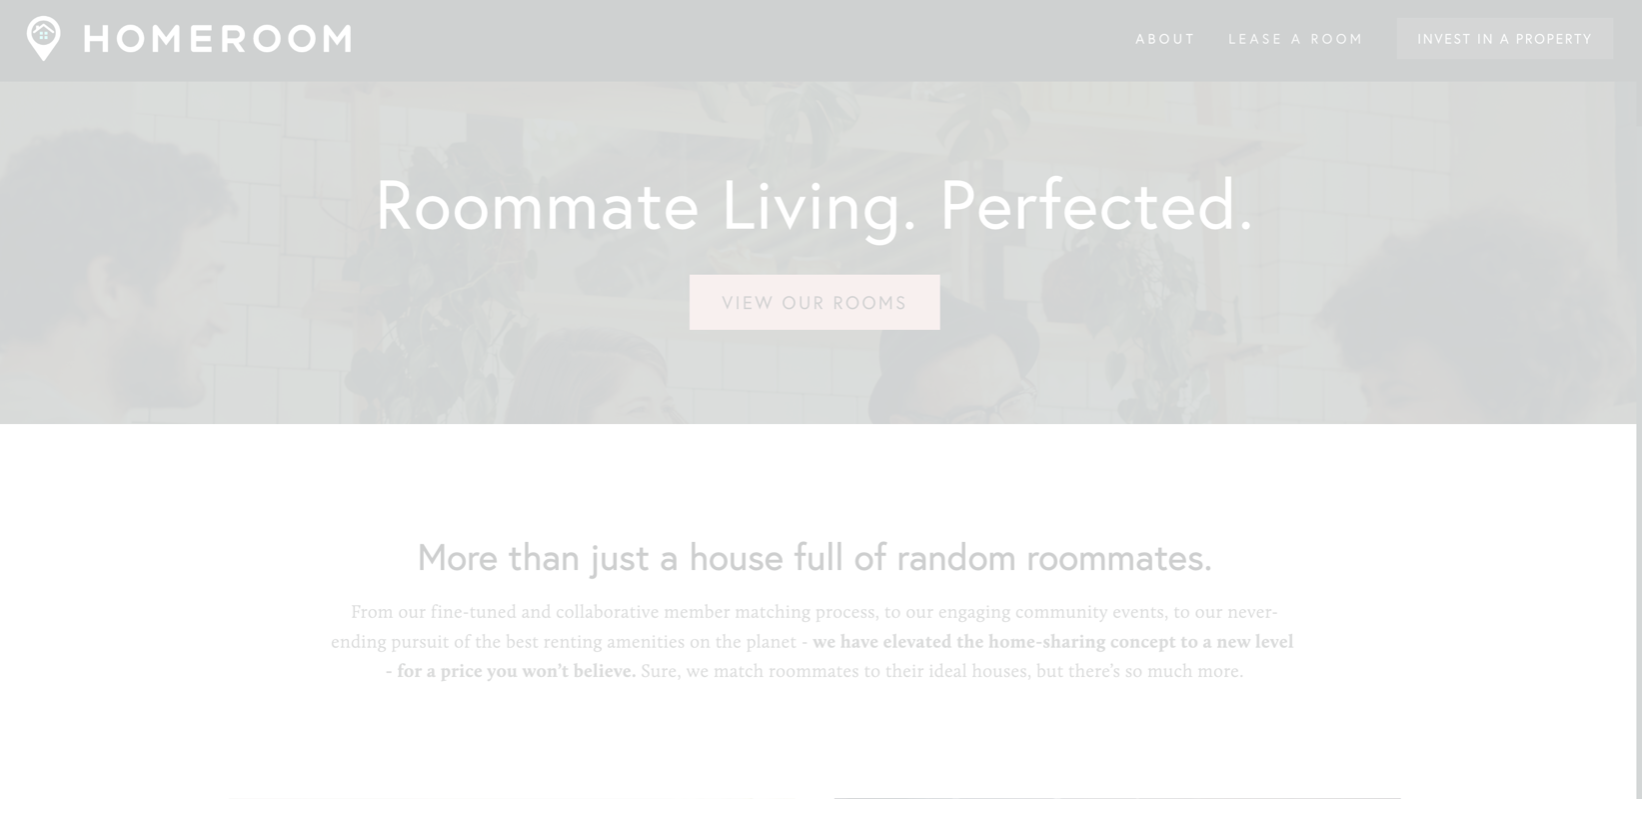 HOMEROOM
ABOUT
LEASE A ROOM
INVEST IN A PROPERTY
Roommate Living. Perfected.
VIEW OUR ROOMS
More than just a house full of random roommates.
From our fine-tuned and collaborative member matching process, to our engaging community events, to our never-
ending pursuit of the best renting amenities on the planet - we have elevated the home-sharing concept to a new level
- for a price you won’t believe. Sure, we match roommates to their ideal houses, but there’s so much more.